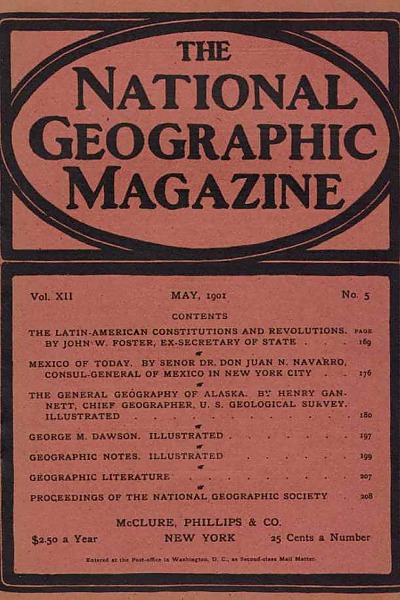 THE
NATIONAL
GEOGRAPHIC
MAGAZINE
Vol. XII MAY, 1901 No. 5
CONTENTS
THE LATIN-AMERICAN CONSTITUTIONS AND REVOLUTIONS. PAGE
BY JOHN W. FOSTER, EX-SECRETARY OF STATE . . . 169
MEXICO OF TODAY. BY SENOR DR. DON JUAN N. NAVARRO,
CONSUL-GENERAL OF MEXICO IN NEW YORK CITY . . 176
THE GENERAL GEOGRAPHY OF ALASKA. BY HENRY GAN-
NETT, CHIEF GEOGRAPHER, U. S. GEOLOGICAL SURVEY.
ILLUSTRATED . . . . . . . . . . 180
GEORGE M. DAWSON. ILLUSTRATED . . . . . . 197
GEOGRAPHIC NOTES. ILLUSTRATED . . . . . . 199
GEOGRAPHIC LITERATURE . . . . . . . . 207
PROCEEDINGS OF THE NATIONAL GEOGRAPHIC SOCIETY . 208
McCLURE, PHILLIPS & CO.
$2.50 a Year NEW YORK 25 Cents a Number
Entered at the Post-office in Washington, D. C., as Second-class Mail Matter.